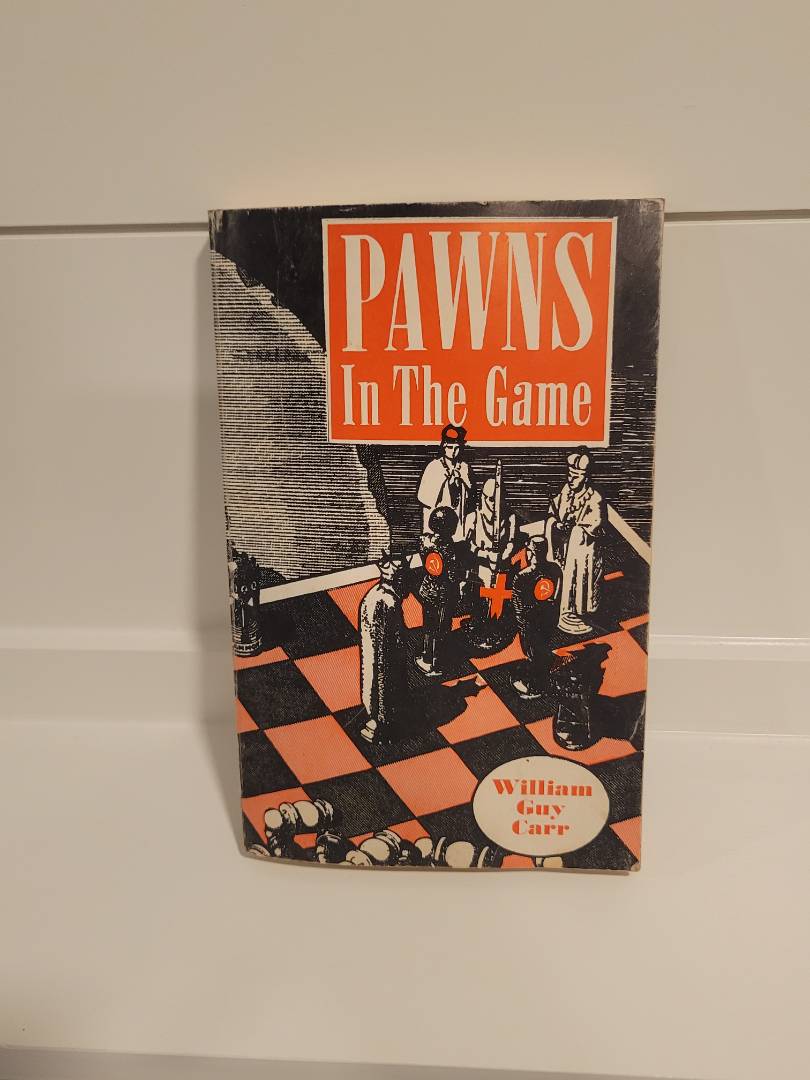 PAWNS
In The Game
William
Guy
Carr